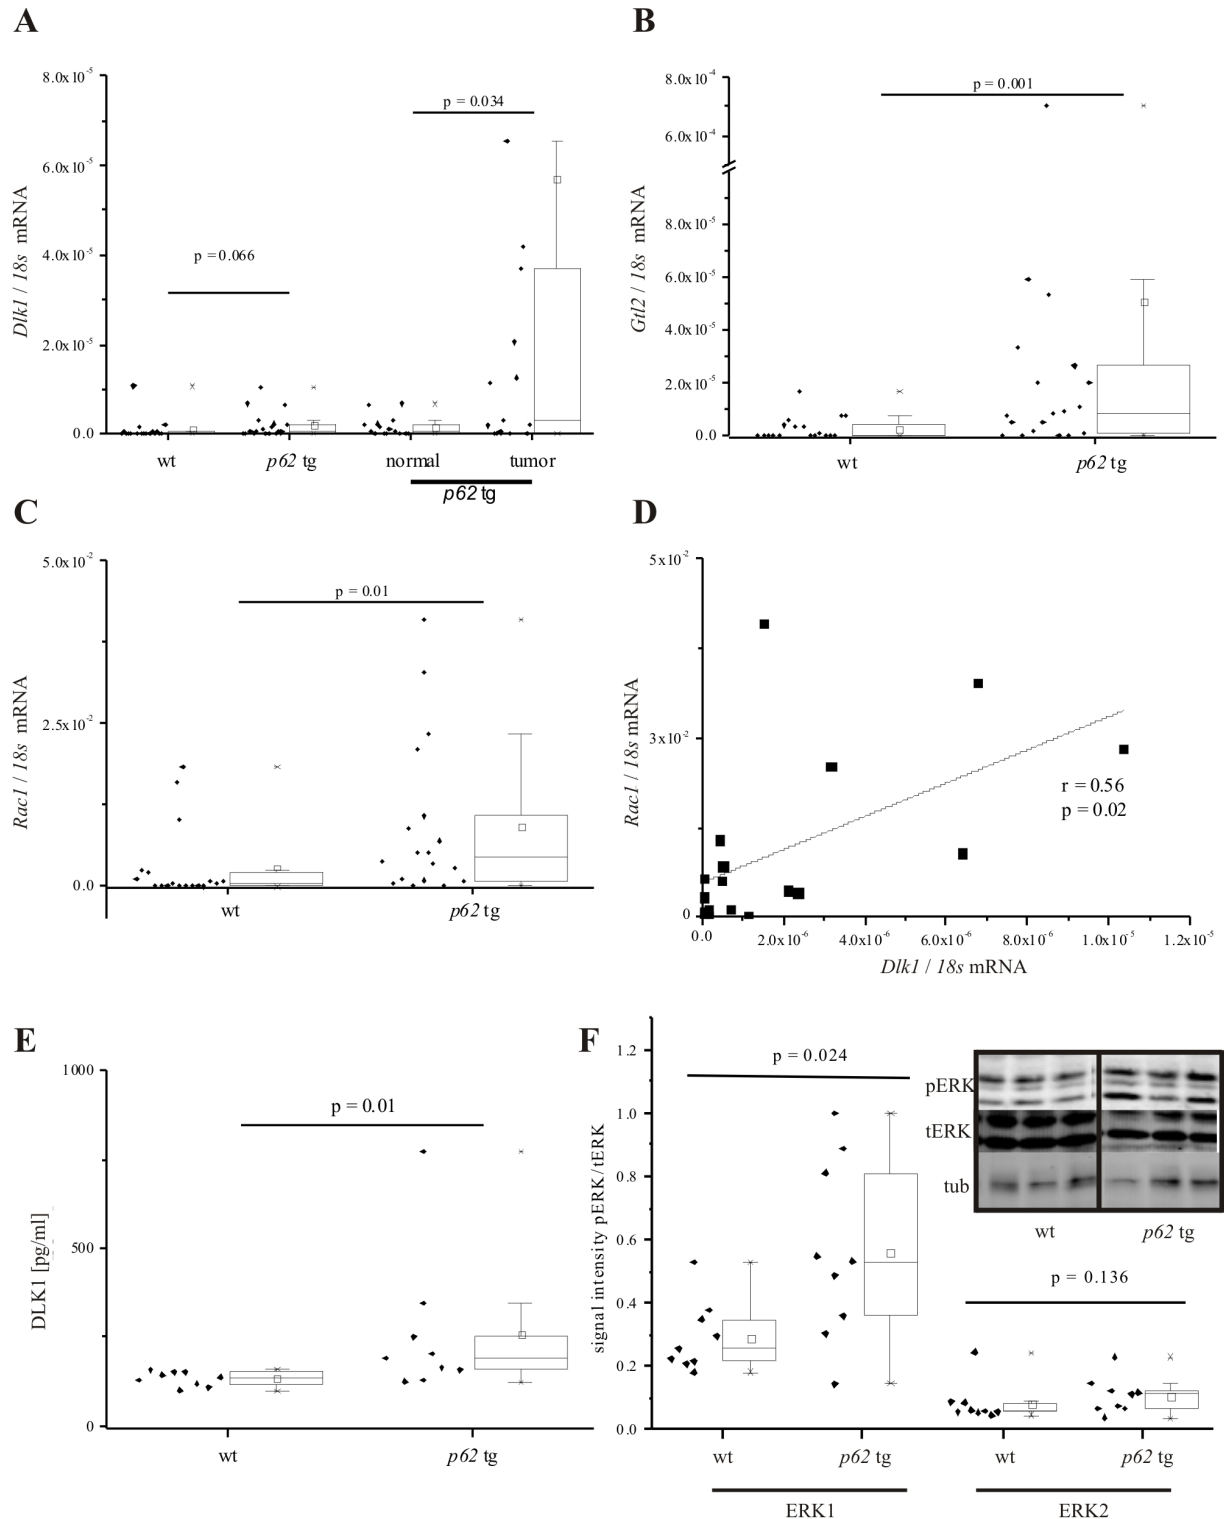 A
8.0x10-5
6.0x10-5
4.0x10-5
2.0x10-5
0.0
Dlk1 / 18s mRNA
p = 0.066
p = 0.034
wt
p62 tg
normal
tumor
p62 tg
B
8.0x10-4
6.0x10-4
8.0x10-5
6.0x10-5
4.0x10-5
2.0x10-5
0.0
Gtl2 / 18s mRNA
p = 0.001
wt
p62 tg
C
5.0x10-2
2.5x10-2
0.0
Rac1 / 18s mRNA
p = 0.01
wt
p62 tg
D
5x10-2
3x10-2
0
Rac1 / 18s mRNA
r = 0.56
p = 0.02
0.0 2.0x10-6 4.0x10-6 6.0x10-6 8.0x10-6 1.0x10-5 1.2x10-5
Dlk1 / 18s mRNA
E
1000
500
0
DLK1 [pg/ml]
p = 0.01
wt
p62 tg
F
1.2
1.0
0.8
0.6
0.4
0.2
0.0
signal intensity pERK/tERK
p = 0.024
p = 0.136
pERK
tERK
tub
wt
p62 tg
wt
p62 tg
wt
p62 tg
ERK1
ERK2